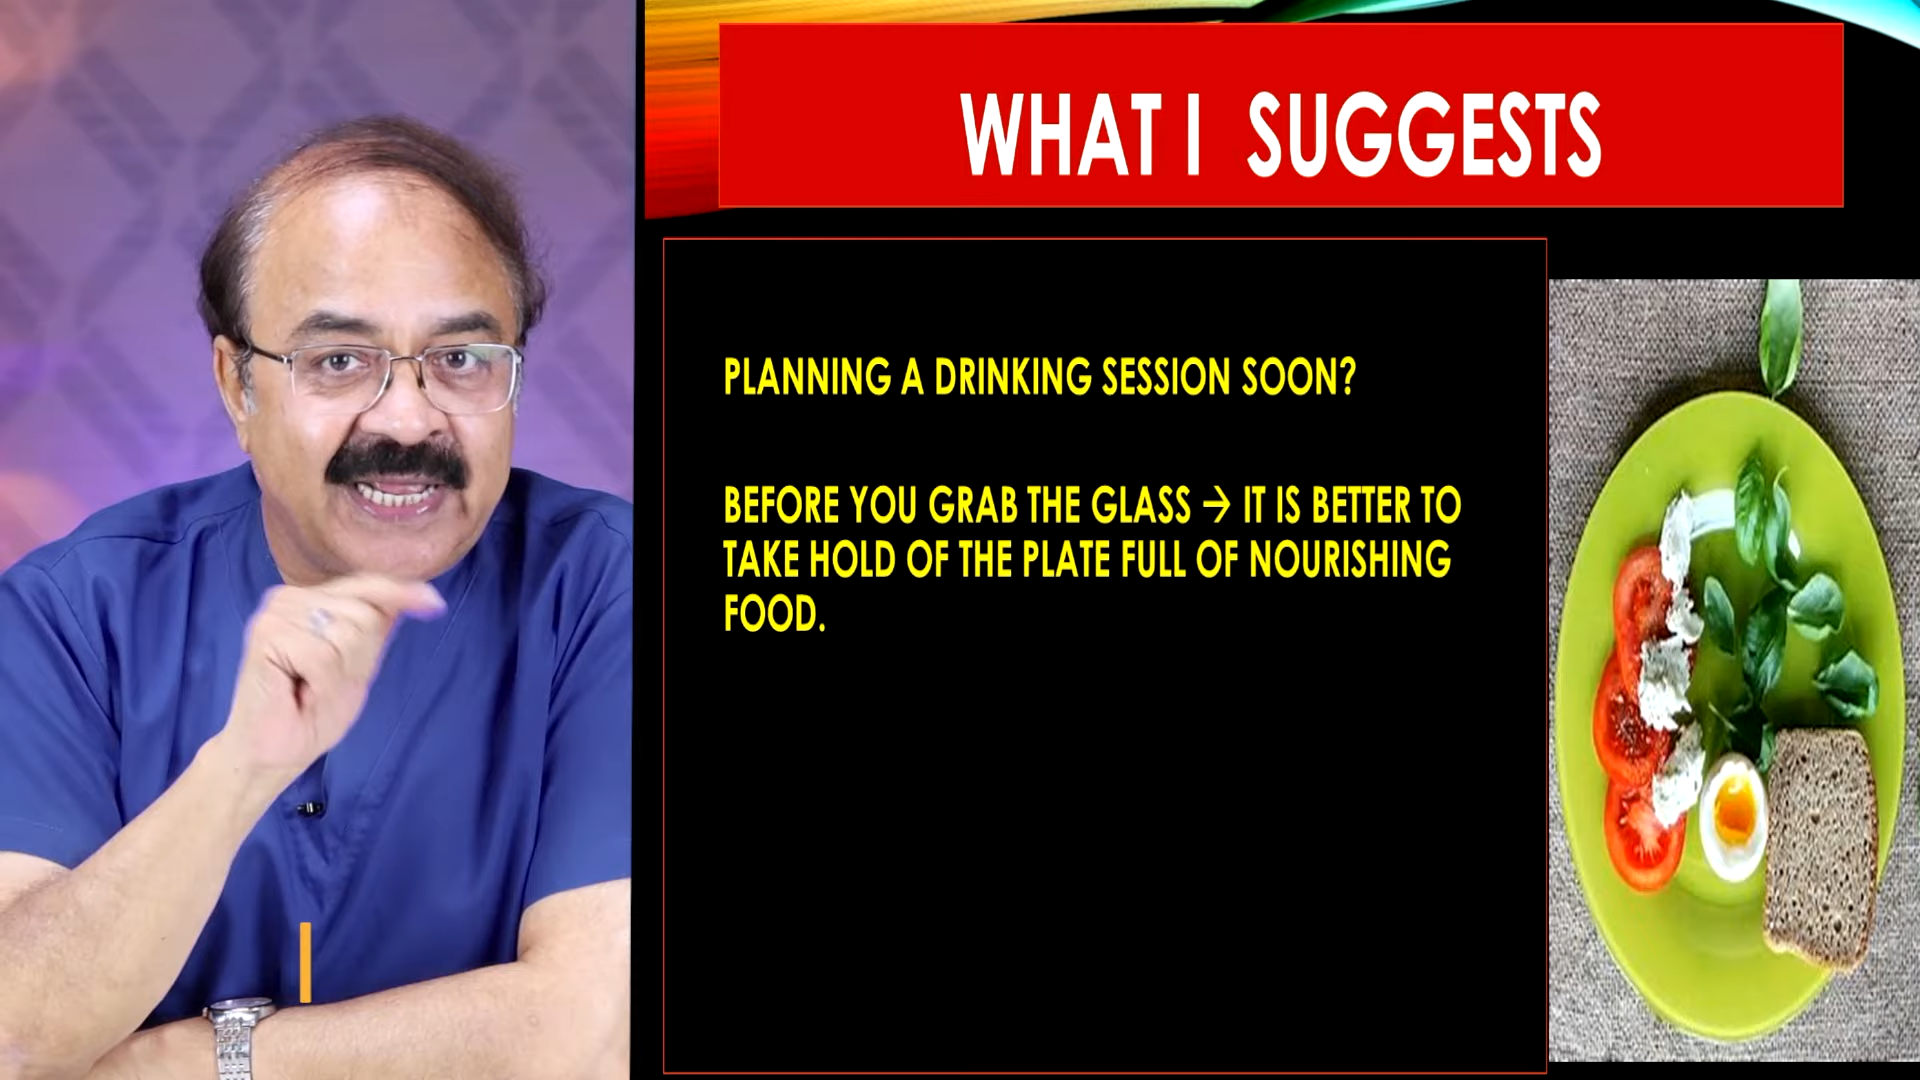 WHAT I SUGGESTS
PLANNING A DRINKING SESSION SOON?
BEFORE YOU GRAB THE GLASS → IT IS BETTER TO
TAKE HOLD OF THE PLATE FULL OF NOURISHING
FOOD.